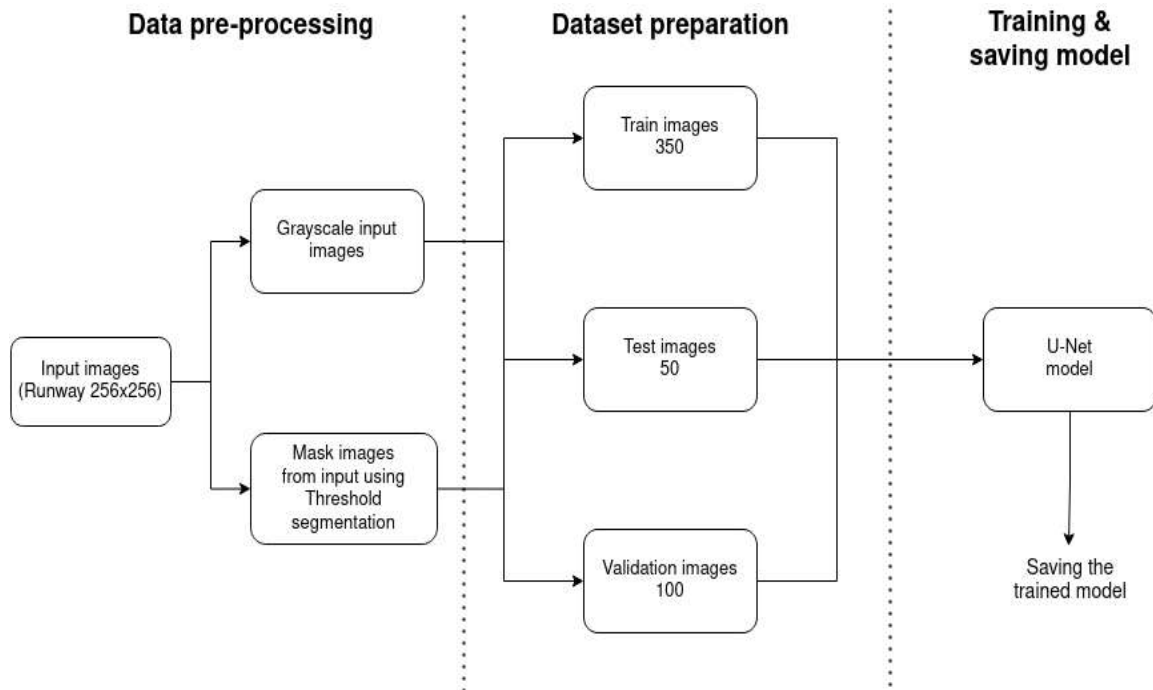 Data pre-processing
Dataset preparation
Training &
saving model
Input images
(Runway 256x256)
Grayscale input
images
Mask images
from input using
Threshold
segmentation
Train images
350
Test images
50
Validation images
100
U-Net
model
Saving the
trained model